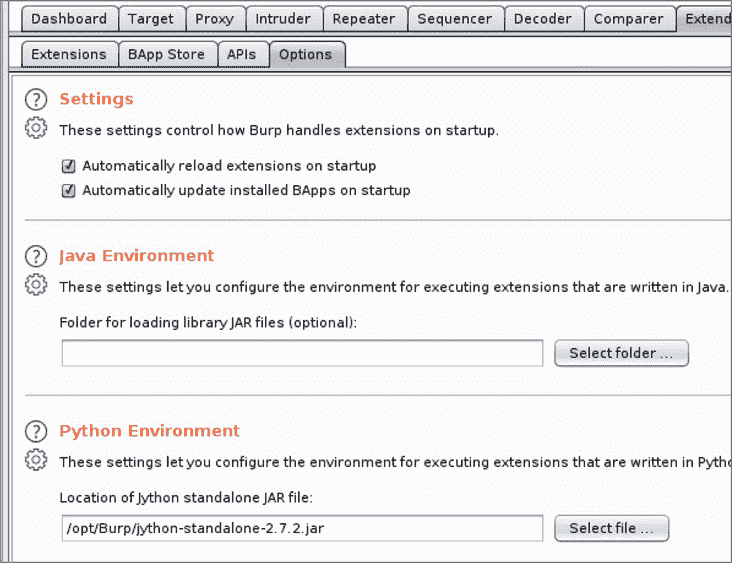 Dashboard Target Proxy Intruder Repeater Sequencer Decoder Comparer Extend
Extensions BApp Store APIs Options
? Settings
These settings control how Burp handles extensions on startup.
Automatically reload extensions on startup
Automatically update installed BApps on startup
? Java Environment
These settings let you configure the environment for executing extensions that are written in Java.
Folder for loading library JAR files (optional):
Select folder ...
? Python Environment
These settings let you configure the environment for executing extensions that are written in Pytho
Location of Jython standalone JAR file:
/opt/Burp/jython-standalone-2.7.2.jar Select file ...